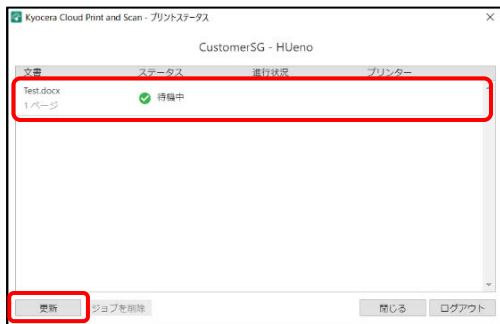 Kyocera Cloud Print and Scan - プリントステータス
CustomerSG - HUeno
文書 ステータス 進行状況 プリンター
Test.docx
1 ページ
待機中
更新 ジョブを削除 閉じる ログアウト